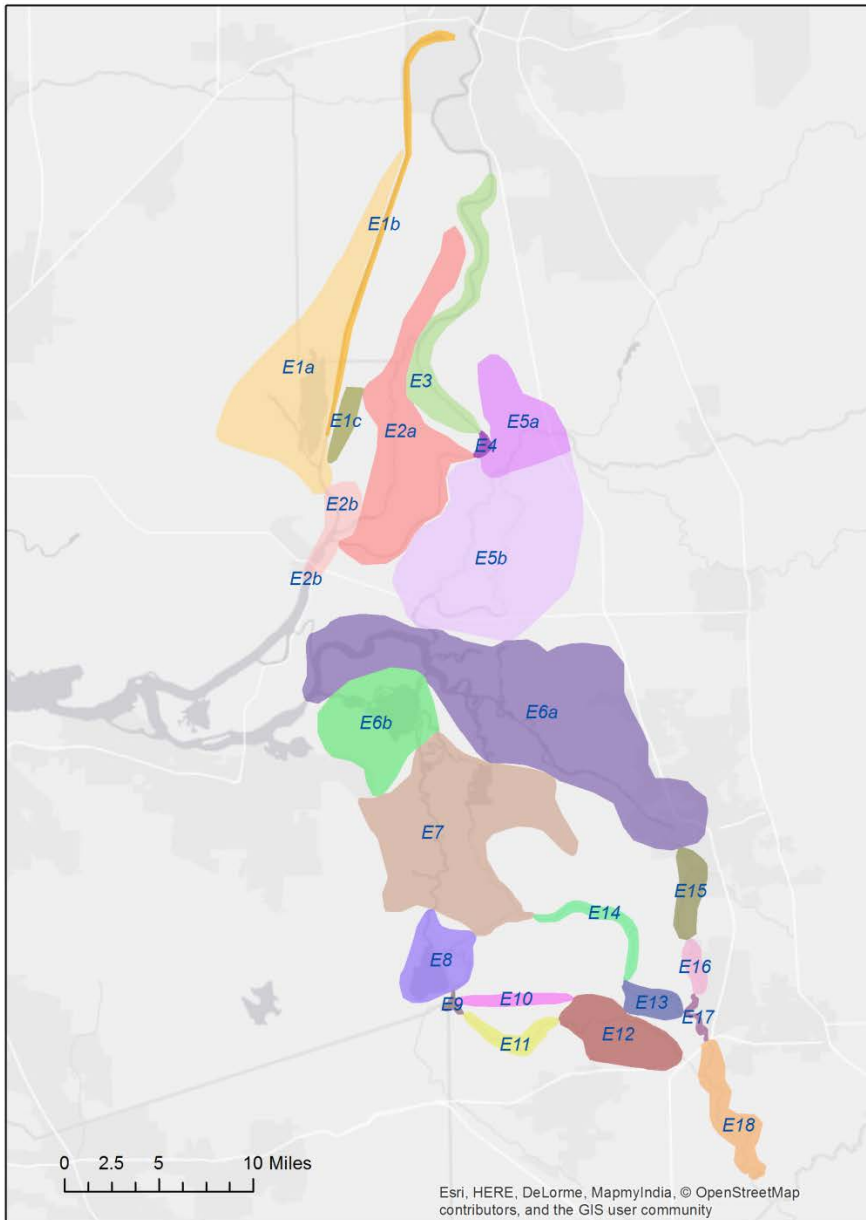 E1b
E1a
E3
E1c
E2a
E5a
E4
E2b
E5b
E2b
E6a
E6b
E7
E15
E14
E8
E16
E9
E10
E13
E17
E12
E11
E18
0 2.5 5 10 Miles
Esri, HERE, DeLorme, MapmyIndia, © OpenStreetMap
contributors, and the GIS user community